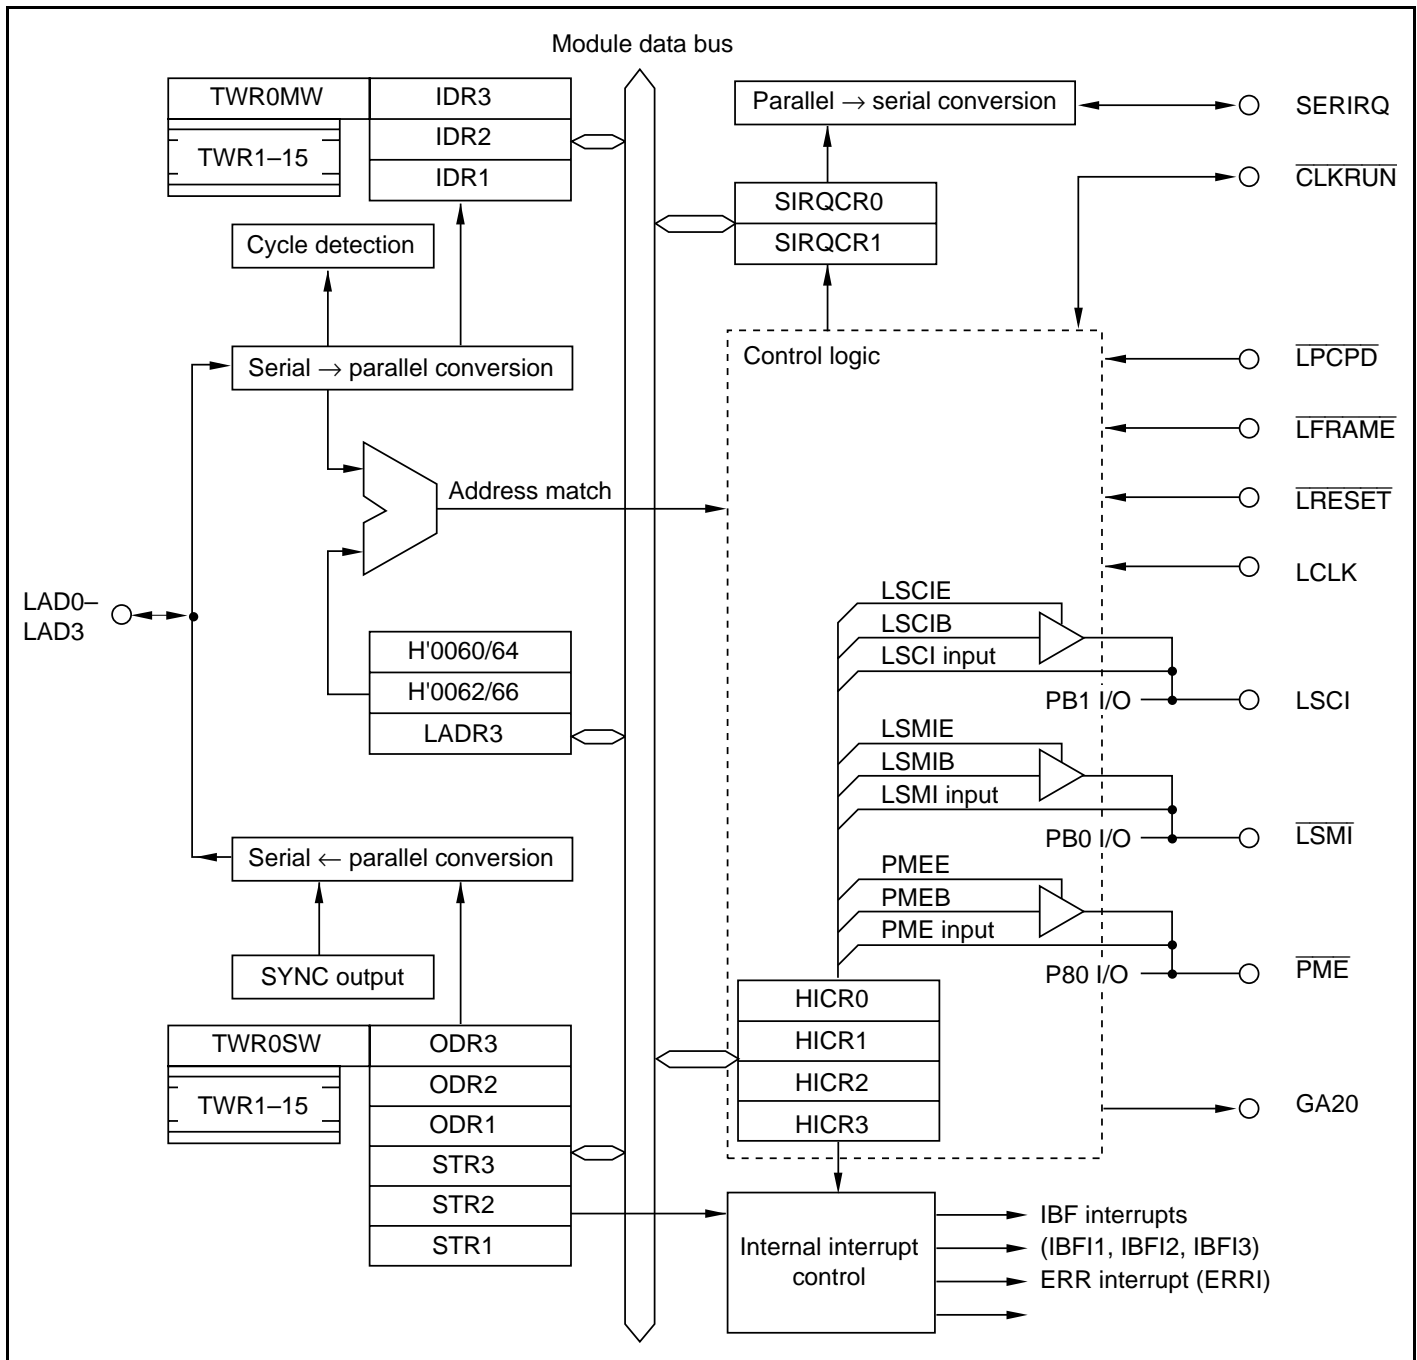 Module data bus
TWR0MW
IDR3
IDR2
IDR1
TWR1–15
Parallel → serial conversion
SERIRQ
CLKRUN
SIRQCR0
SIRQCR1
Cycle detection
Serial → parallel conversion
Control logic
LPCPD
LFRAME
LRESET
LCLK
Address match
LAD0–
LAD3
H'0060/64
H'0062/66
LADR3
LSCIE
LSCIB
LSCI input
PB1 I/O
LSCI
LSMIE
LSMIB
LSMI input
PB0 I/O
LSMI
PMEE
PMEB
PME input
P80 I/O
PME
Serial ← parallel conversion
SYNC output
TWR0SW
TWR1–15
ODR3
ODR2
ODR1
STR3
STR2
STR1
HICR0
HICR1
HICR2
HICR3
GA20
Internal interrupt
control
IBF interrupts
(IBFI1, IBFI2, IBFI3)
ERR interrupt (ERRI)